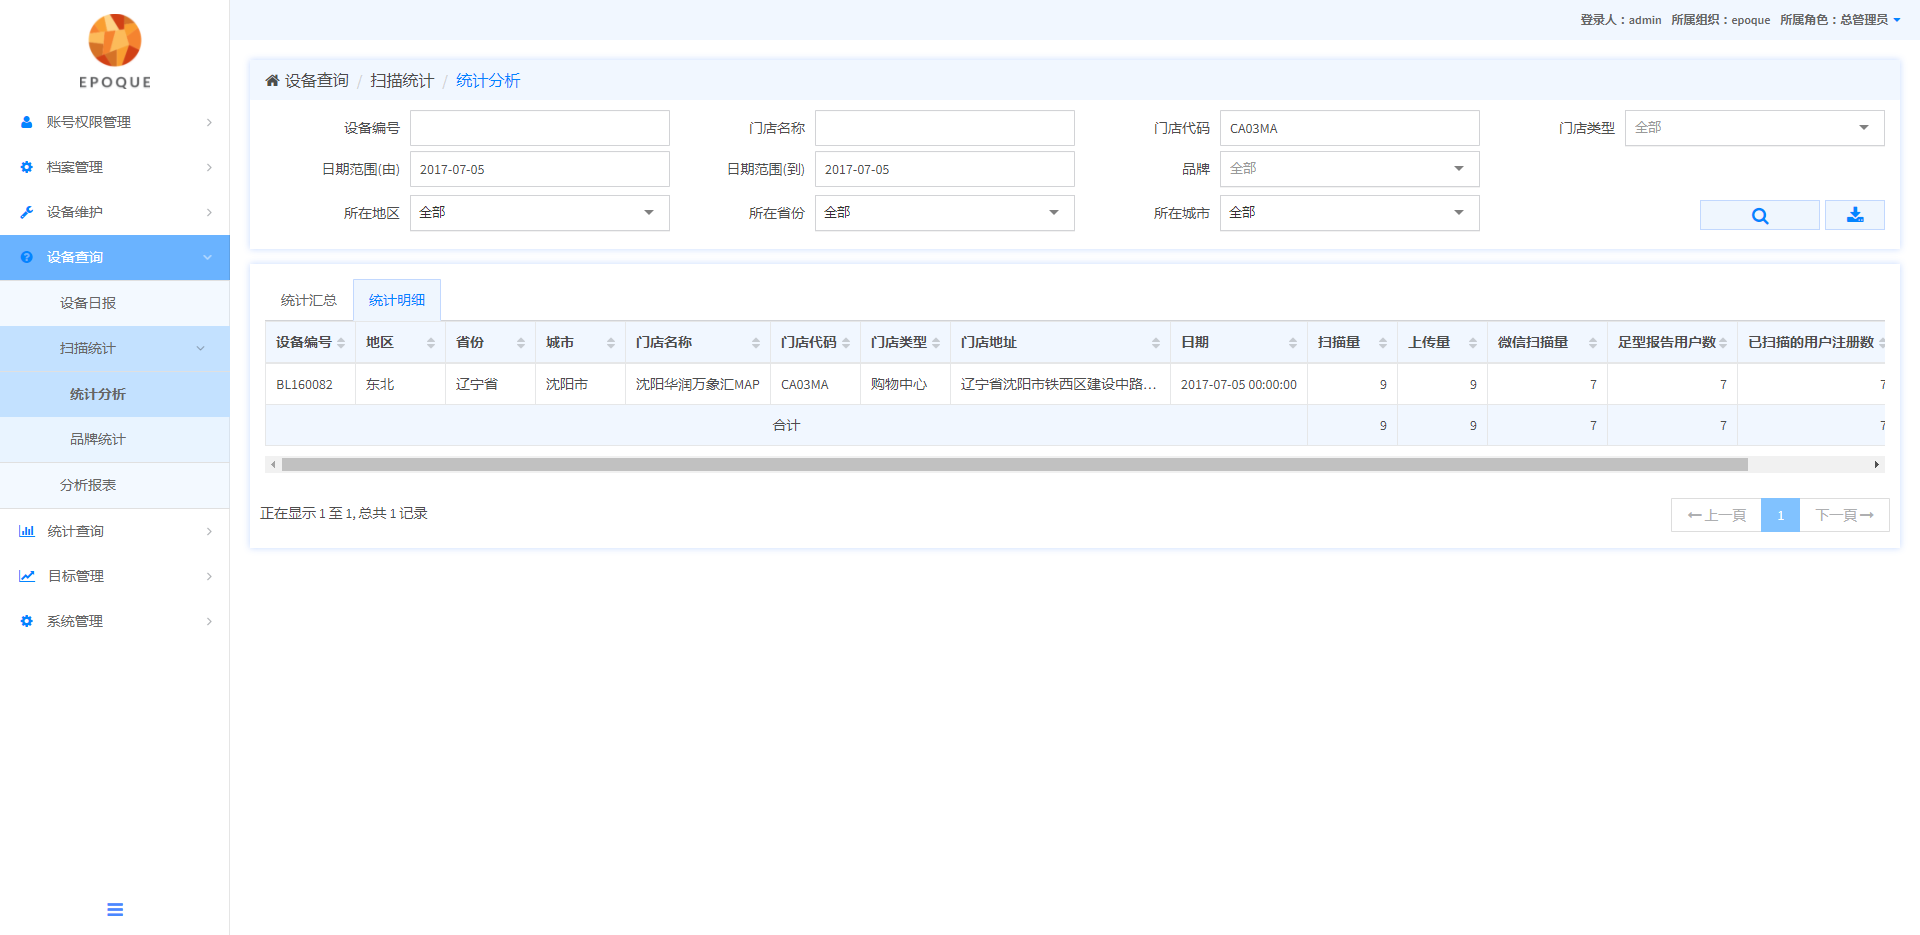 登录人：admin 所属组织：epoque 所属角色：总管理员
EPOQUE
账号权限管理
档案管理
设备维护
设备查询
设备日报
扫描统计
统计分析
品牌统计
分析报表
统计查询
目标管理
系统管理
设备查询 / 扫描统计 / 统计分析
设备编号 门店名称 门店代码 CA03MA 门店类型 全部
日期范围(由) 2017-07-05 日期范围(到) 2017-07-05 品牌 全部
所在地区 全部 所在省份 全部 所在城市 全部
统计汇总 统计明细
设备编号 地区 省份 城市 门店名称 门店代码 门店类型 门店地址 日期 扫描量 上传量 微信扫描量 足型报告用户数 已扫描的用户注册数
BL160082 东北 辽宁省 沈阳市 沈阳华润万象汇MAP CA03MA 购物中心 辽宁省沈阳市铁西区建设中路... 2017-07-05 00:00:00 9 9 7 7 7
合计 9 9 7 7 7
正在显示 1 至 1, 总共 1 记录
←上一頁 1 下一頁→